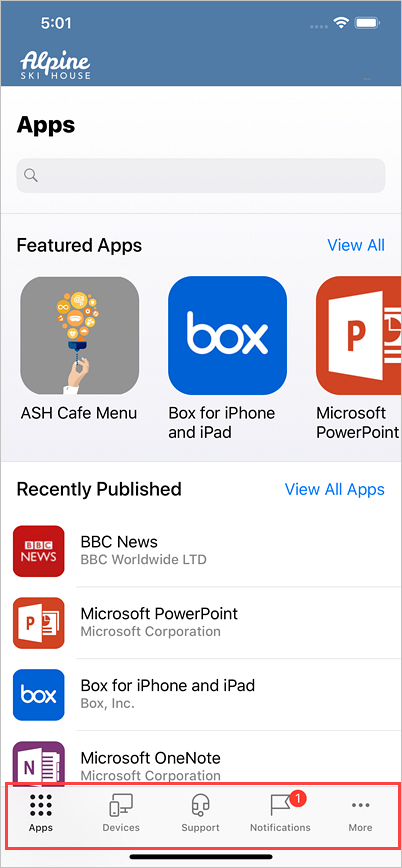 5:01
Alpine
SKI HOUSE
Apps
Featured Apps
View All
box
P
ASH Cafe Menu
Box for iPhone
and iPad
Microsoft
PowerPoint
Recently Published
View All Apps
BBC
NEWS
BBC News
BBC Worldwide LTD
P
Microsoft PowerPoint
Microsoft Corporation
box
Box for iPhone and iPad
Box, Inc.
N
Microsoft OneNote
Microsoft Corporation
1
Apps
Devices
Support
Notifications
More